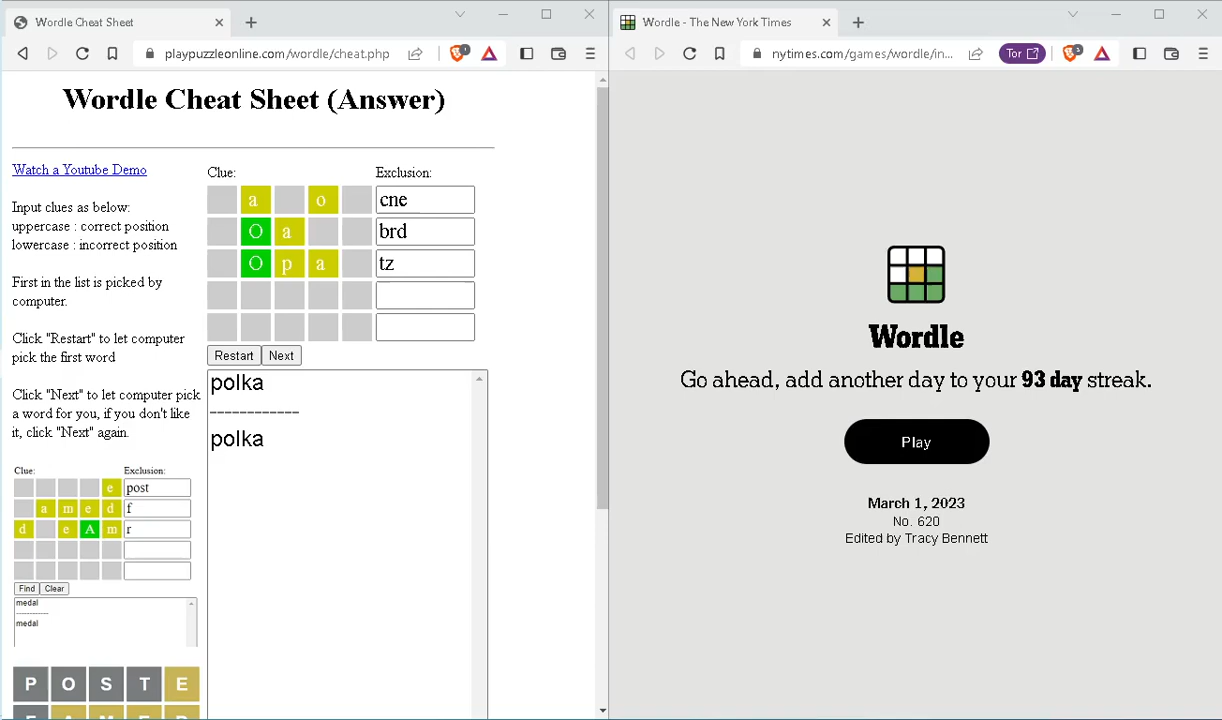 Wordle Cheat Sheet
playpuzzleonline.com/wordle/cheat.php
1
Wordle Cheat Sheet (Answer)
Watch a Youtube Demo
Input clues as below:
uppercase : correct position
lowercase : incorrect position
First in the list is picked by
computer.
Click "Restart" to let computer
pick the first word
Click "Next" to let computer pick
a word for you, if you don't like
it, click "Next" again.
Clue: Exclusion:
a o cne
O a brd
O p a tz
Restart Next
polka
------------
polka
Clue: Exclusion:
e post
a m e d f
d e A m r
Find Clear
medal
------------
medal
P O S T E
F A M E D
Wordle - The New York Times
nytimes.com/games/wordle/in...
Tor
Wordle
Go ahead, add another day to your 93 day streak.
Play
March 1, 2023
No. 620
Edited by Tracy Bennett